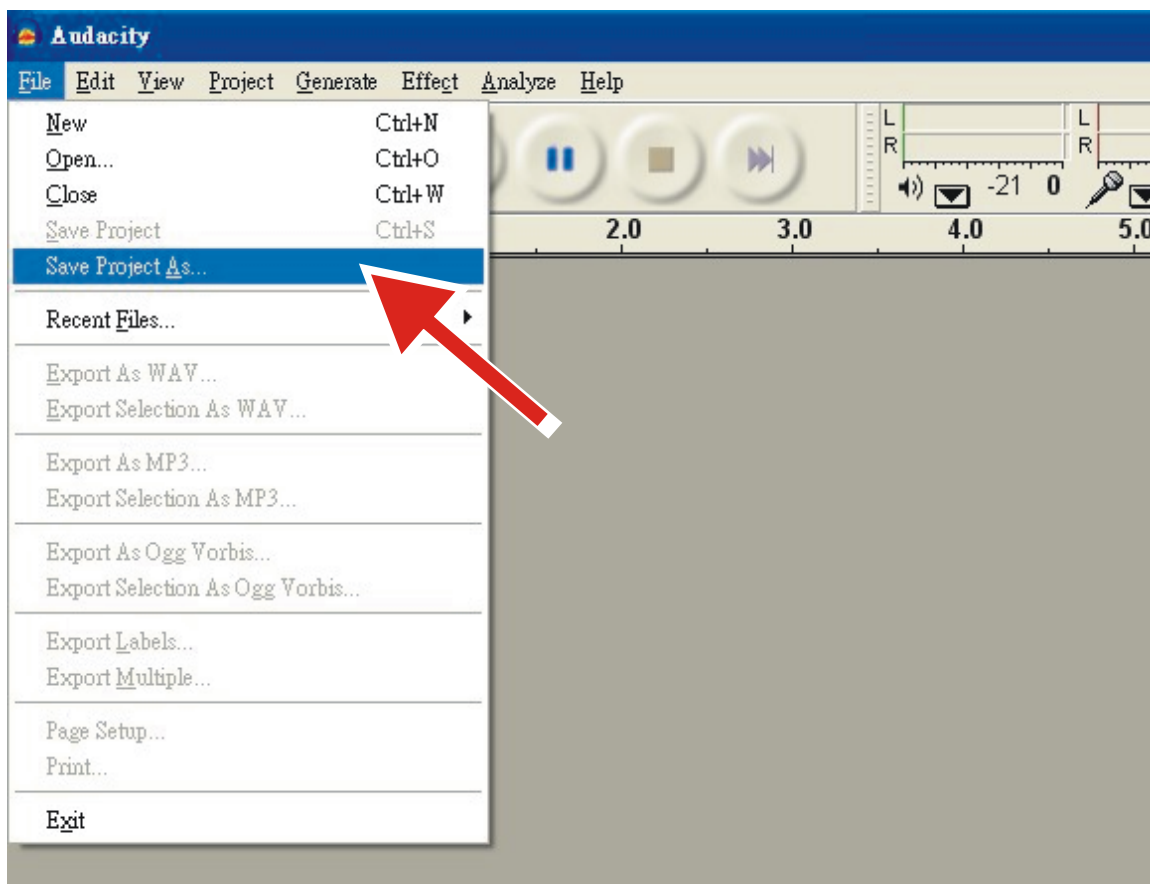 Audacity
File Edit View Project Generate Effect Analyze Help
New Ctrl+N
Open... Ctrl+O
Close Ctrl+W
Save Project Ctrl+S
Save Project As...
Recent Files...
Export As WAV...
Export Selection As WAV...
Export As MP3...
Export Selection As MP3...
Export As Ogg Vorbis...
Export Selection As Ogg Vorbis...
Export Labels...
Export Multiple...
Page Setup...
Print...
Exit
L L
R R
-21 0
2.0 3.0 4.0 5.0